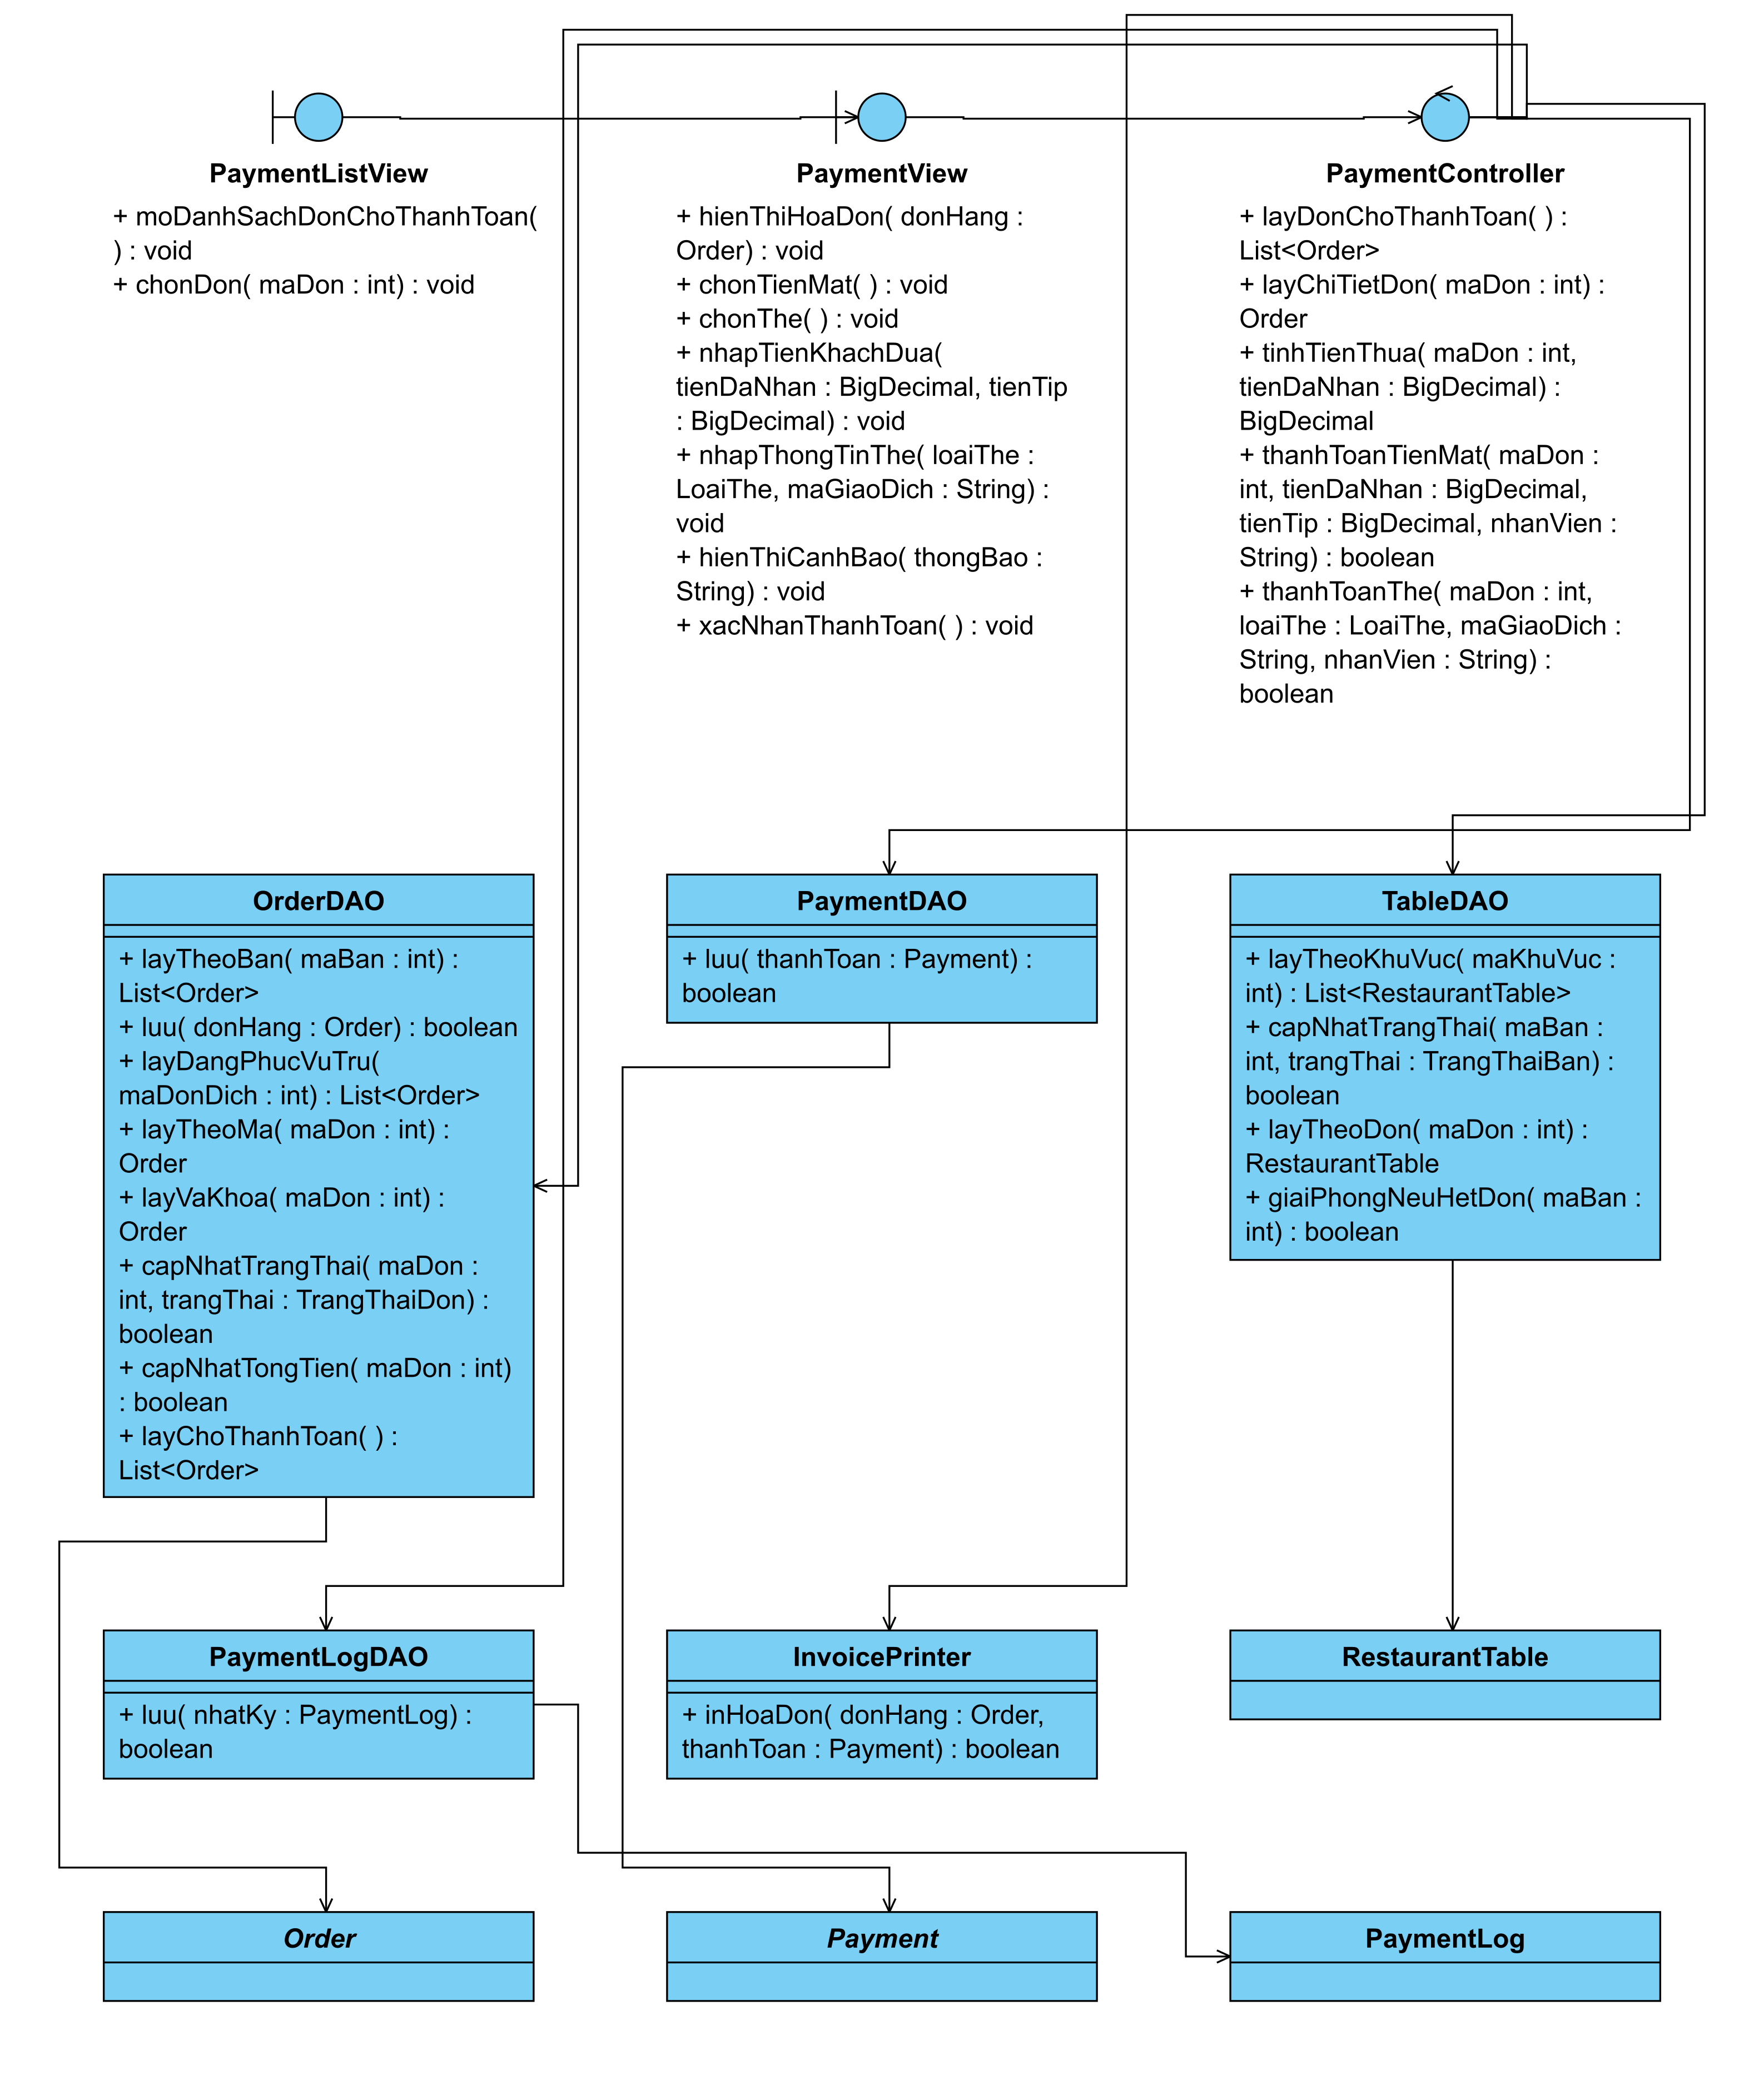 PaymentListView
+ moDanhSachDonChoThanhToan(
) : void
+ chonDon( maDon : int) : void
PaymentView
+ hienThiHoaDon( donHang :
Order) : void
+ chonTienMat( ) : void
+ chonThe( ) : void
+ nhapTienKhachDua(
tienDaNhan : BigDecimal, tienTip
: BigDecimal) : void
+ nhapThongTinThe( loaiThe :
LoaiThe, maGiaoDich : String) :
void
+ hienThiCanhBao( thongBao :
String) : void
+ xacNhanThanhToan( ) : void
PaymentController
+ layDonChoThanhToan( ) :
List<Order>
+ layChiTietDon( maDon : int) :
Order
+ tinhTienThua( maDon : int,
tienDaNhan : BigDecimal) :
BigDecimal
+ thanhToanTienMat( maDon :
int, tienDaNhan : BigDecimal,
tienTip : BigDecimal, nhanVien :
String) : boolean
+ thanhToanThe( maDon : int,
loaiThe : LoaiThe, maGiaoDich :
String, nhanVien : String) :
boolean
OrderDAO
+ layTheoBan( maBan : int) :
List<Order>
+ luu( donHang : Order) : boolean
+ layDangPhucVuTru(
maDonDich : int) : List<Order>
+ layTheoMa( maDon : int) :
Order
+ layVaKhoa( maDon : int) :
Order
+ capNhatTrangThai( maDon :
int, trangThai : TrangThaiDon) :
boolean
+ capNhatTongTien( maDon : int)
: boolean
+ layChoThanhToan( ) :
List<Order>
PaymentDAO
+ luu( thanhToan : Payment) :
boolean
TableDAO
+ layTheoKhuVuc( maKhuVuc :
int) : List<RestaurantTable>
+ capNhatTrangThai( maBan :
int, trangThai : TrangThaiBan) :
boolean
+ layTheoDon( maDon : int) :
RestaurantTable
+ giaiPhongNeuHetDon( maBan :
int) : boolean
PaymentLogDAO
+ luu( nhatKy : PaymentLog) :
boolean
InvoicePrinter
+ inHoaDon( donHang : Order,
thanhToan : Payment) : boolean
RestaurantTable
Order
Payment
PaymentLog